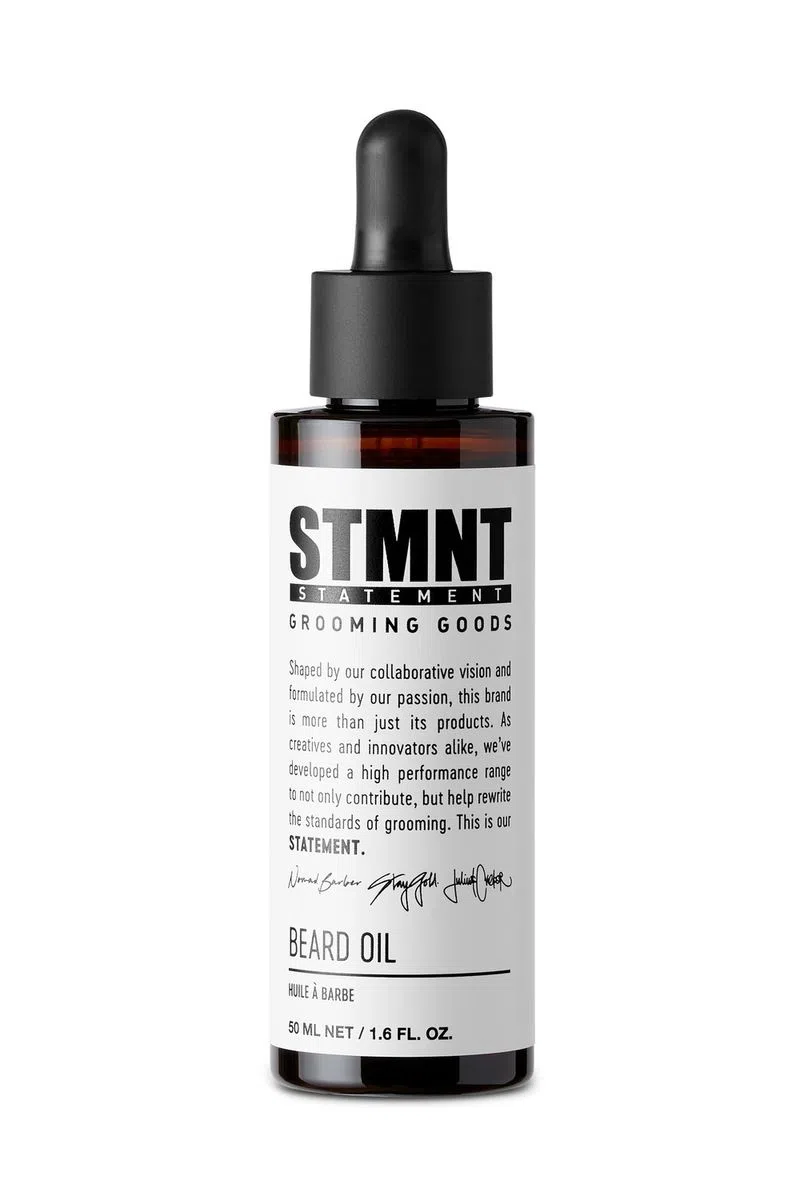 STMNT
STATEMENT
GROOMING GOODS
Shaped by our collaborative vision and
formulated by our passion, this brand
is more than just its products. As
creatives and innovators alike, we've
developed a high performance range
to not only contribute, but help rewrite
the standards of grooming. This is our
STATEMENT.
Nomad Barber StayGold
BEARD OIL
HUILE À BARBE
50 ML NET / 1.6 FL. OZ.